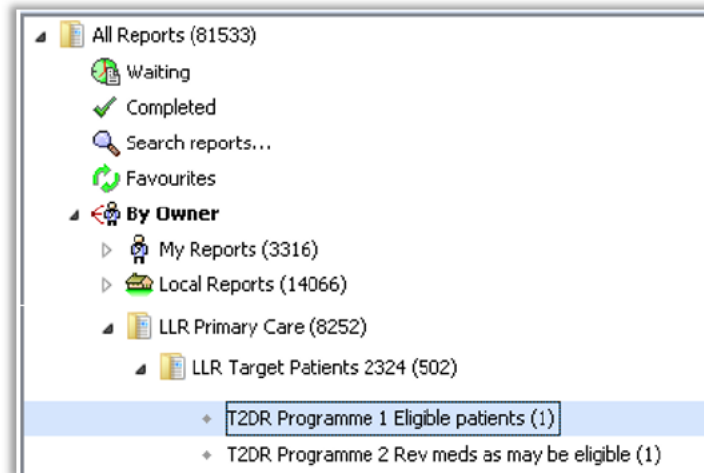 All Reports (81533)
Waiting
Completed
Search reports...
Favourites
By Owner
My Reports (3316)
Local Reports (14066)
LLR Primary Care (8252)
LLR Target Patients 2324 (502)
T2DR Programme 1 Eligible patients (1)
T2DR Programme 2 Rev meds as may be eligible (1)